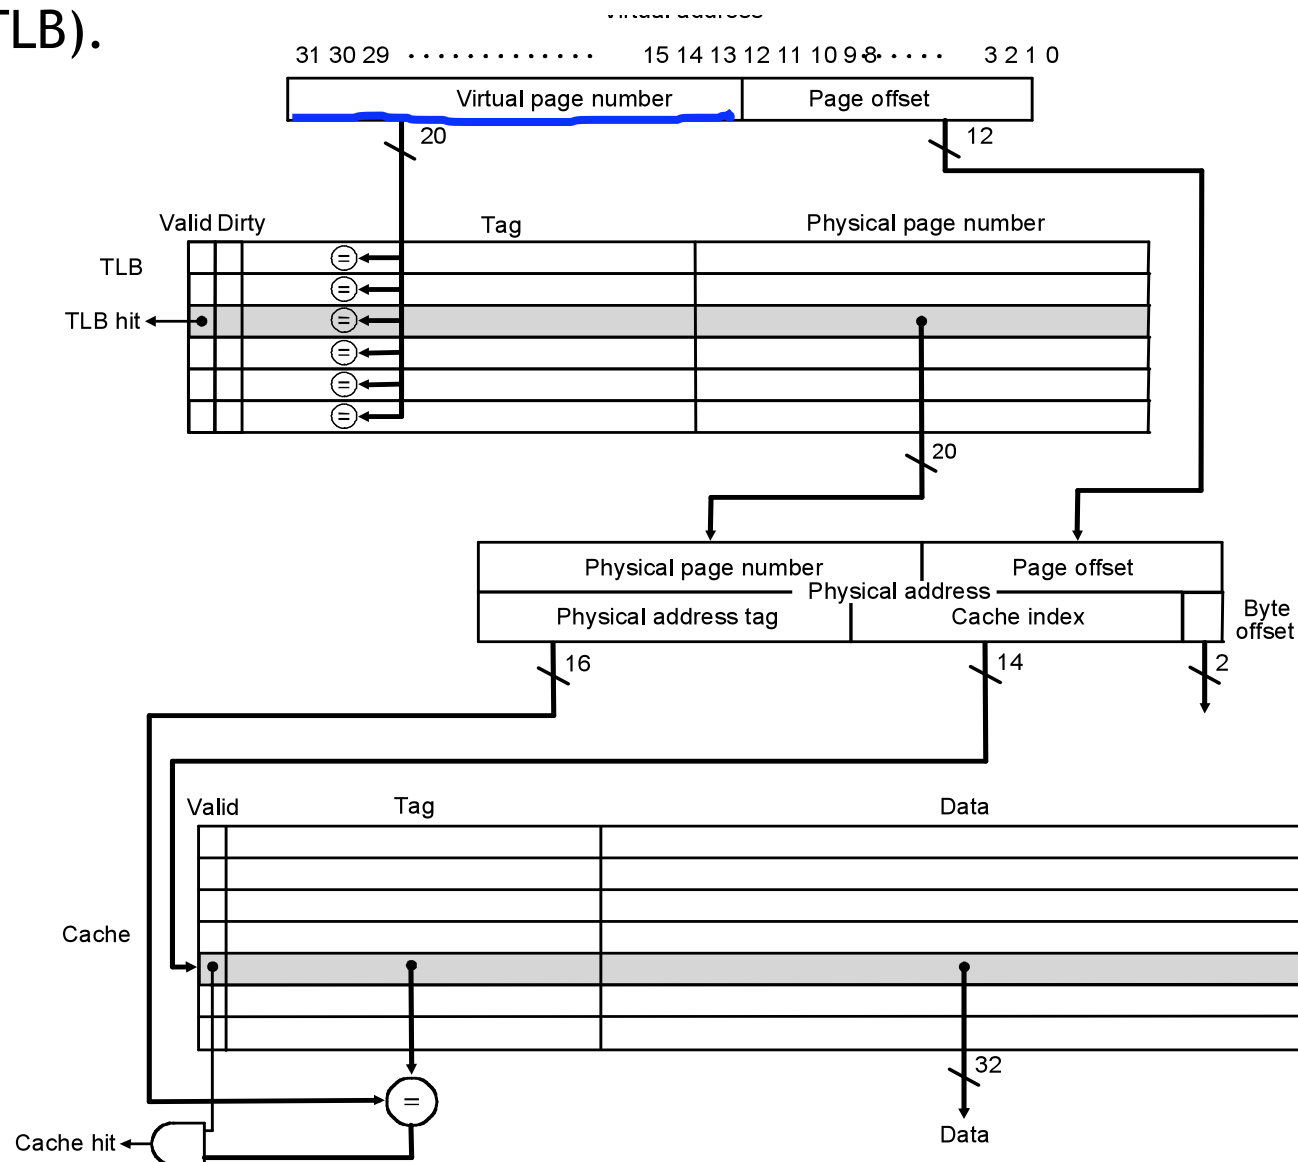 TLB).
31 30 29 ·················· 15 14 13 12 11 10 9 8 ······ 3 2 1 0
Virtual page number Page offset
20 12
Valid Dirty Tag Physical page number
TLB =
=
TLB hit =
=
=
=
20
Physical page number Page offset
Physical address
Physical address tag Cache index Byte
offset
16 14 2
Valid Tag Data
Cache
32
=
Cache hit Data